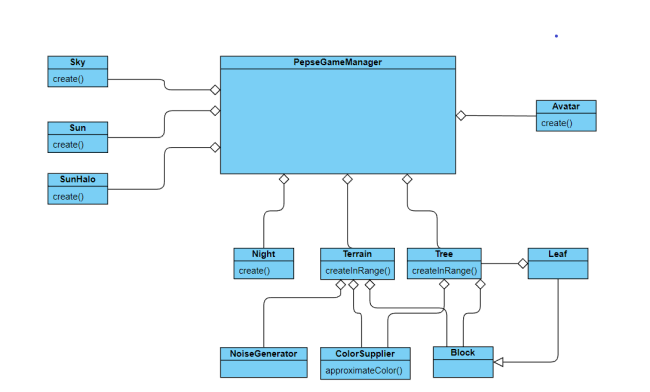 PepseGameManager
Sky
create()
Avatar
create()
Sun
create()
SunHalo
create()
Night
create()
Terrain
createInRange()
Tree
createInRange()
Leaf
NoiseGenerator
ColorSupplier
approximateColor()
Block